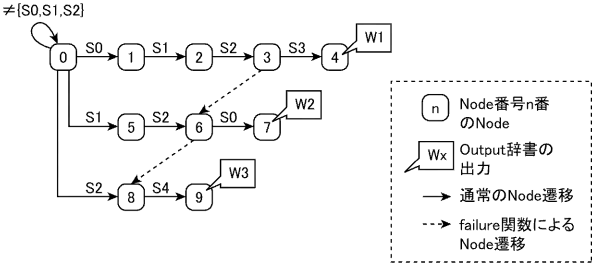 ≠{S0,S1,S2}
0 S0 1 S1 2 S2 3 S3 4 W1
S1 5 S2 6 S0 7 W2
S2 8 S4 9 W3
n Node番号n番
のNode
Wx Output辞書の
出力
通常のNode遷移
failure関数による
Node遷移